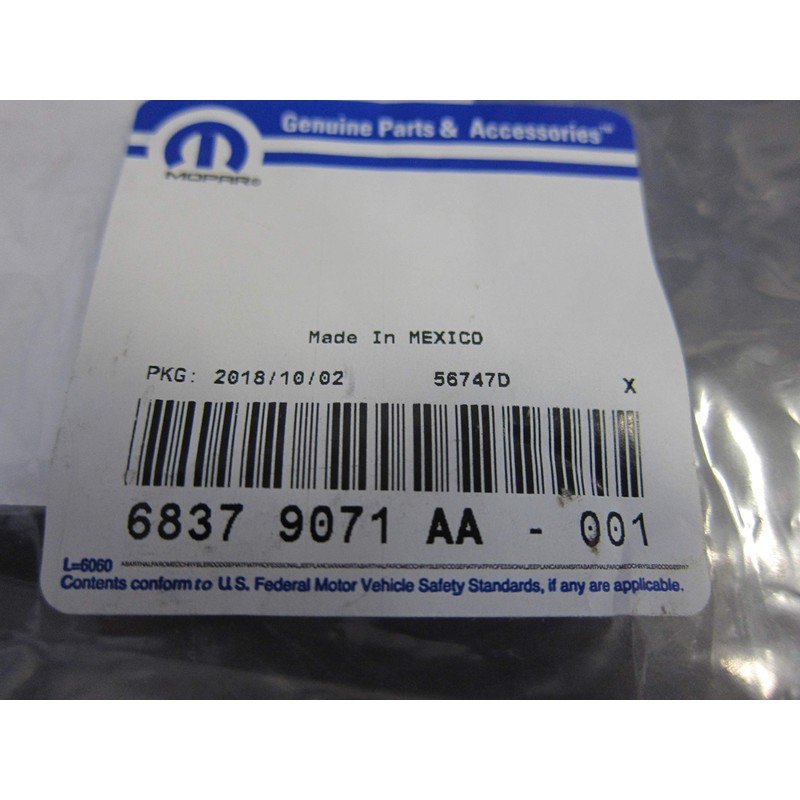 Genuine Parts & Accessories™
MOPAR®
Made In MEXICO
PKG: 2018/10/02 56747D X
6837 9071 AA - 001
L=6060
Contents conform to U.S. Federal Motor Vehicle Safety Standards, if any are applicable.